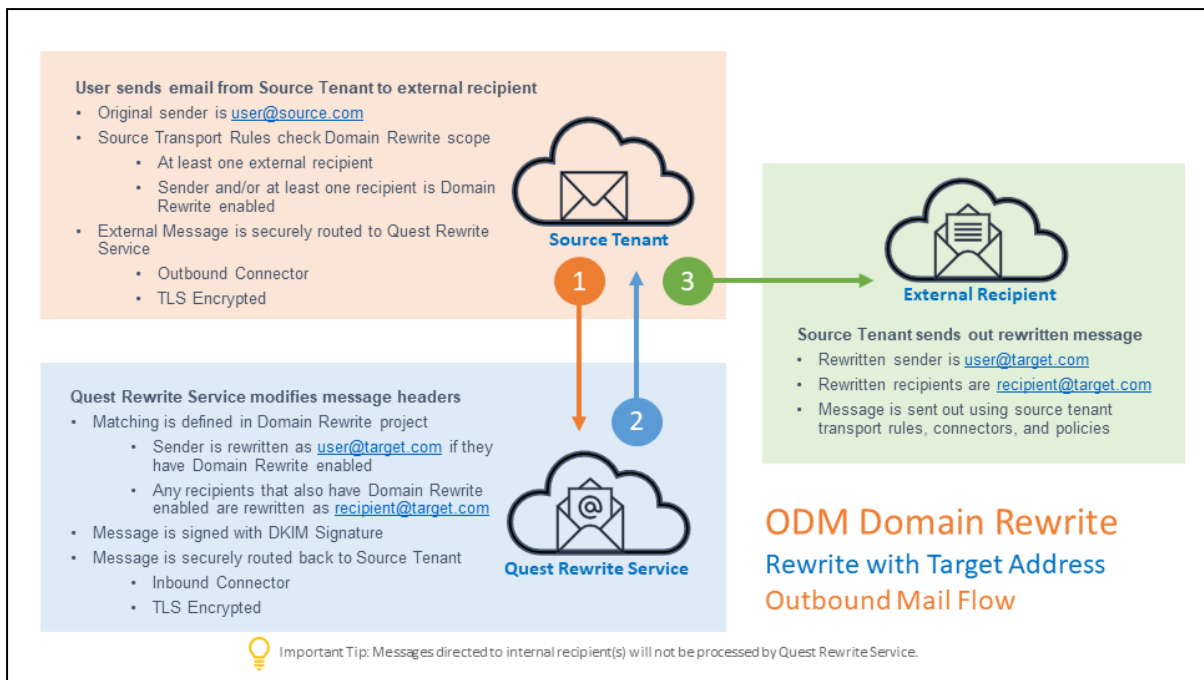 User sends email from Source Tenant to external recipient
• Original sender is user@source.com
• Source Transport Rules check Domain Rewrite scope
• At least one external recipient
• Sender and/or at least one recipient is Domain
Rewrite enabled
• External Message is securely routed to Quest Rewrite
Service
• Outbound Connector
• TLS Encrypted
Source Tenant
1
3
External Recipient
Source Tenant sends out rewritten message
• Rewritten sender is user@target.com
• Rewritten recipients are recipient@target.com
• Message is sent out using source tenant
transport rules, connectors, and policies
Quest Rewrite Service modifies message headers
• Matching is defined in Domain Rewrite project
• Sender is rewritten as user@target.com if they
have Domain Rewrite enabled
• Any recipients that also have Domain Rewrite
enabled are rewritten as recipient@target.com
• Message is signed with DKIM Signature
• Message is securely routed back to Source Tenant
• Inbound Connector
• TLS Encrypted
2
@
Quest Rewrite Service
ODM Domain Rewrite
Rewrite with Target Address
Outbound Mail Flow
Important Tip: Messages directed to internal recipient(s) will not be processed by Quest Rewrite Service.